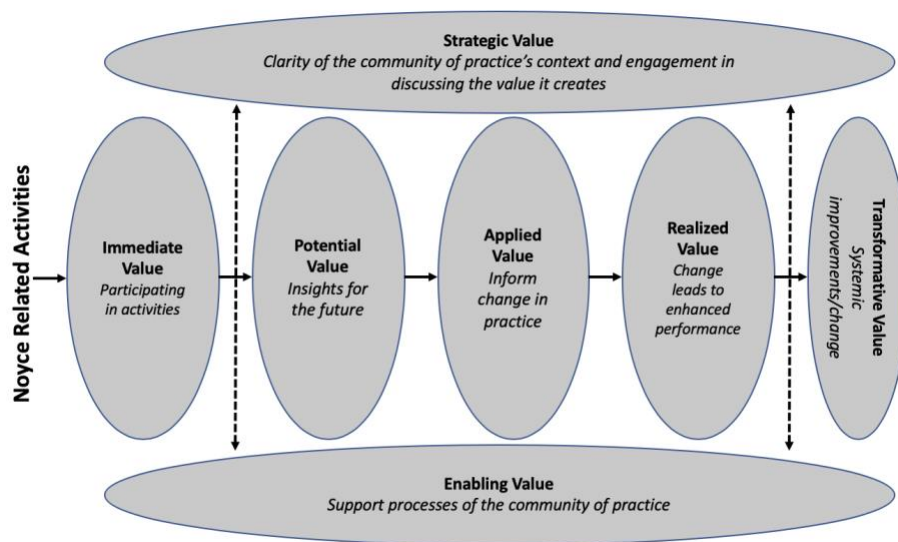 Strategic Value
Clarity of the community of practice's context and engagement in
discussing the value it creates
Noyce Related Activities
Immediate
Value
Participating
in activities
Potential
Value
Insights for
the future
Applied
Value
Inform
change in
practice
Realized
Value
Change
leads to
enhanced
performance
Transformative Value
Systemic
improvements/change
Enabling Value
Support processes of the community of practice